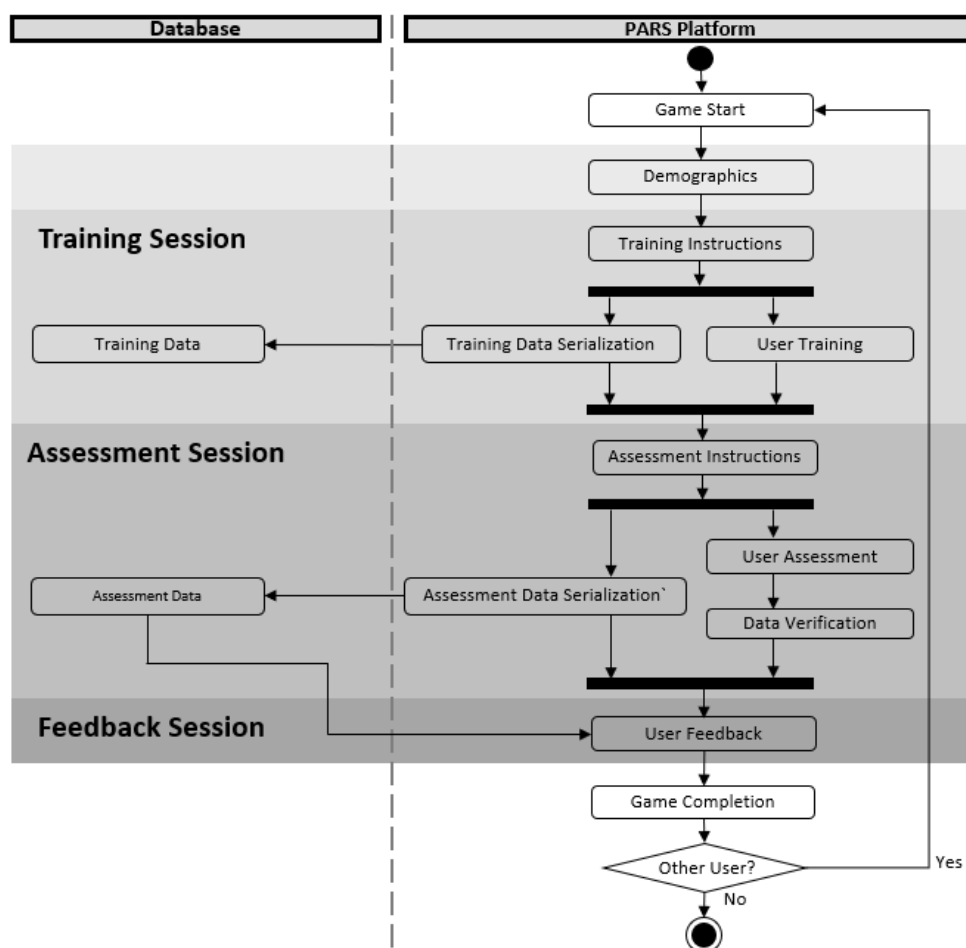 Database
PARS Platform
Game Start
Demographics
Training Session
Training Instructions
Training Data
Training Data Serialization
User Training
Assessment Session
Assessment Instructions
User Assessment
Assessment Data
Assessment Data Serialization`
Data Verification
Feedback Session
User Feedback
Game Completion
Other User?
Yes
No